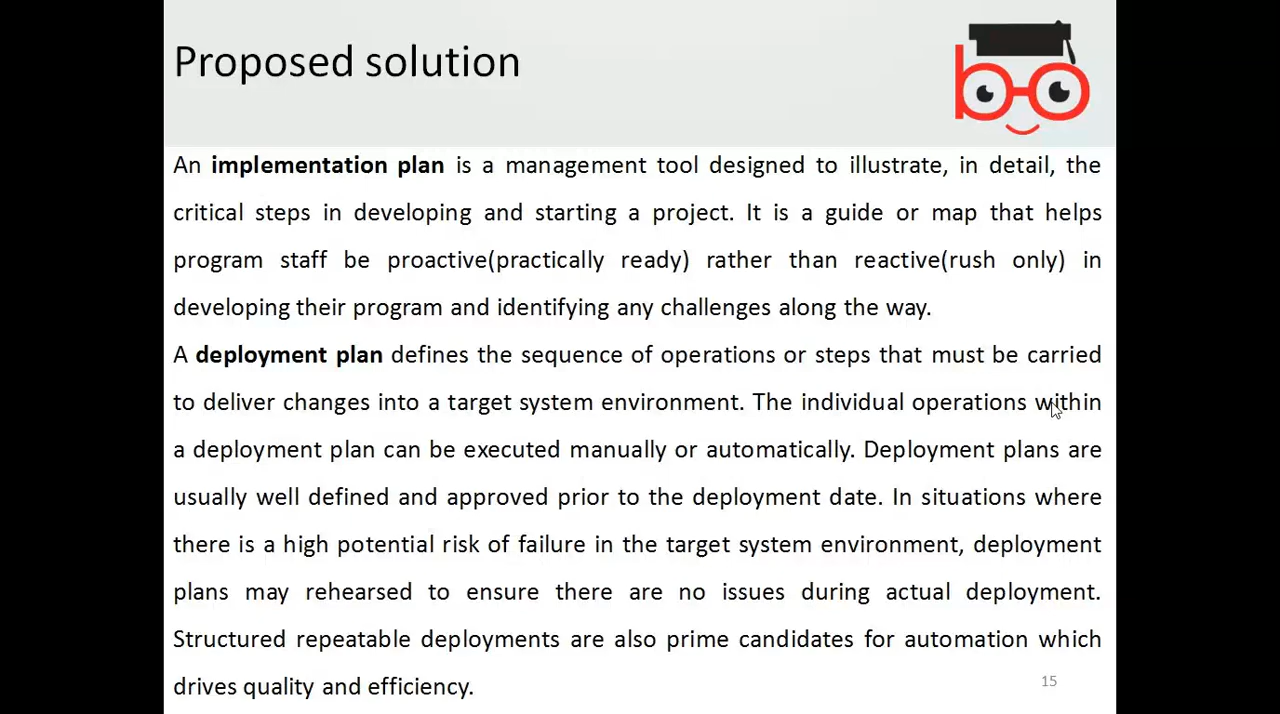 Proposed solution
An implementation plan is a management tool designed to illustrate, in detail, the
critical steps in developing and starting a project. It is a guide or map that helps
program staff be proactive(practically ready) rather than reactive(rush only) in
developing their program and identifying any challenges along the way.
A deployment plan defines the sequence of operations or steps that must be carried
to deliver changes into a target system environment. The individual operations within
a deployment plan can be executed manually or automatically. Deployment plans are
usually well defined and approved prior to the deployment date. In situations where
there is a high potential risk of failure in the target system environment, deployment
plans may rehearsed to ensure there are no issues during actual deployment.
Structured repeatable deployments are also prime candidates for automation which
drives quality and efficiency.
15